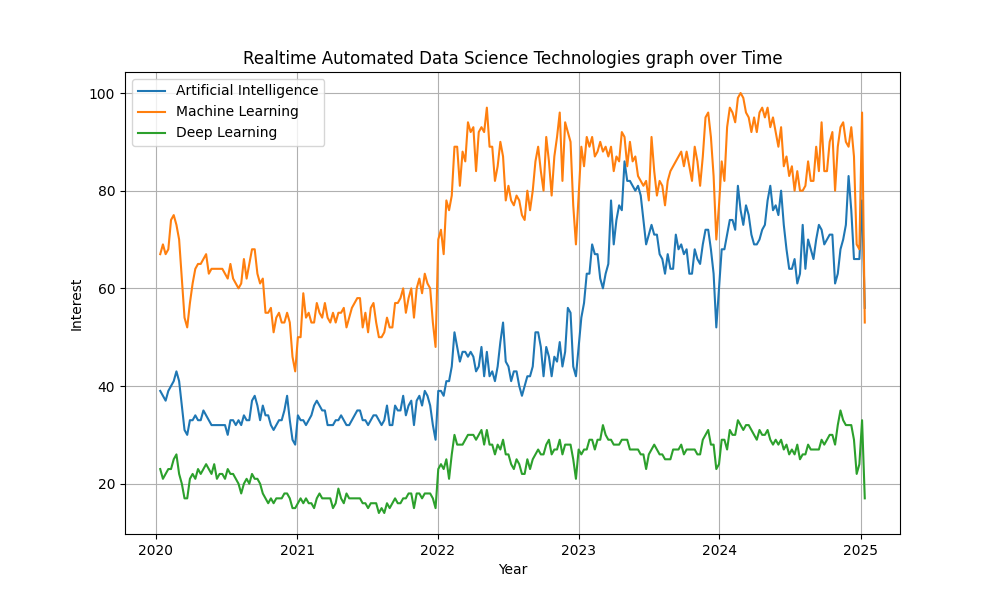 Realtime Automated Data Science Technologies graph over Time
Artificial Intelligence
Machine Learning
Deep Learning
100
80
60
40
20
Interest
2020 2021 2022 2023 2024 2025
Year